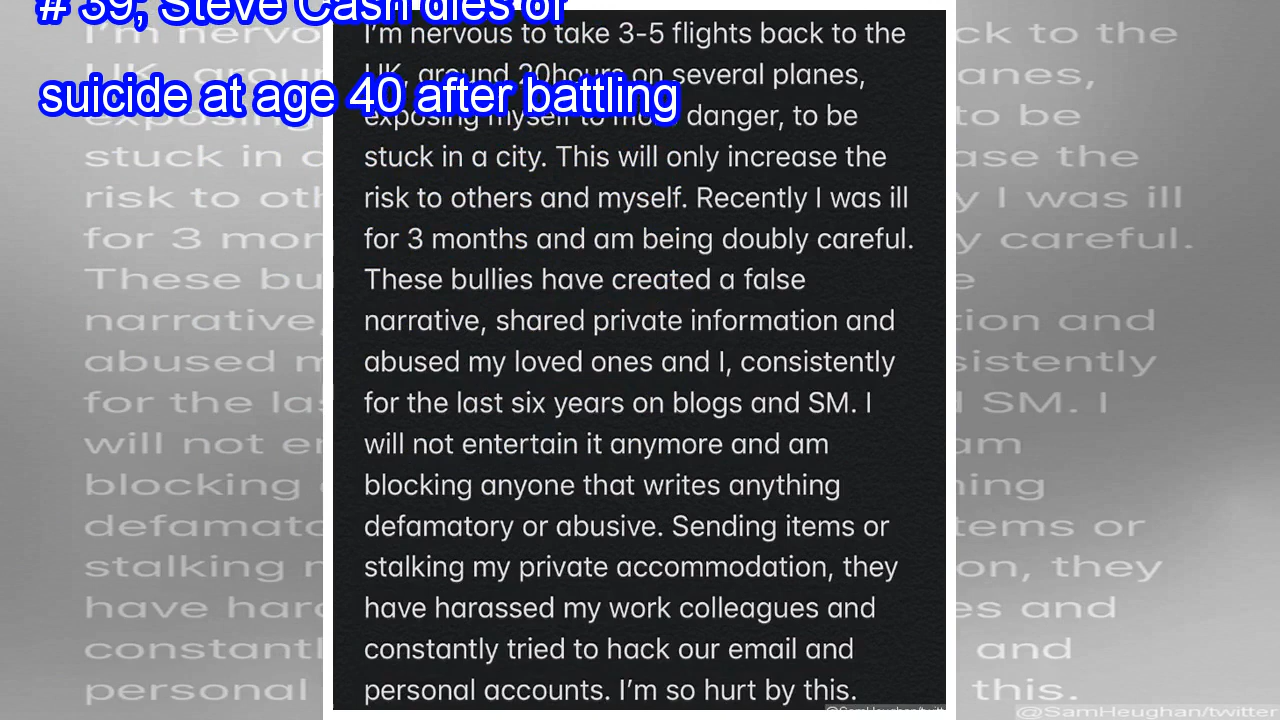 # 39; Steve Cash dies of
suicide at age 40 after battling
I'm nervous to take 3-5 flights back to the
UK, around 20hours on several planes,
exposing myself to more danger, to be
stuck in a city. This will only increase the
risk to others and myself. Recently I was ill
for 3 months and am being doubly careful.
These bullies have created a false
narrative, shared private information and
abused my loved ones and I, consistently
for the last six years on blogs and SM. I
will not entertain it anymore and am
blocking anyone that writes anything
defamatory or abusive. Sending items or
stalking my private accommodation, they
have harassed my work colleagues and
constantly tried to hack our email and
personal accounts. I'm so hurt by this.
@SamHeughan/twitter